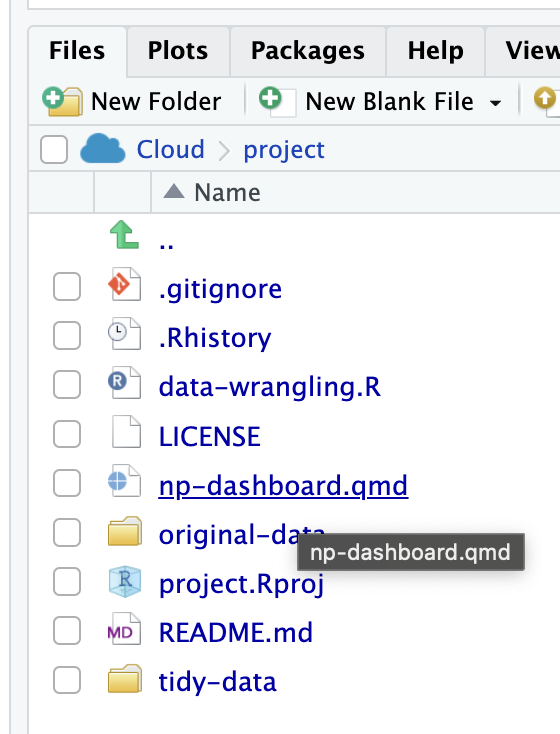 Files Plots Packages Help View
New Folder New Blank File
Cloud project
Name
..
.gitignore
.Rhistory
R data-wrangling.R
LICENSE
np-dashboard.qmd
original-data
np-dashboard.qmd
R project.Rproj
MD README.md
tidy-data